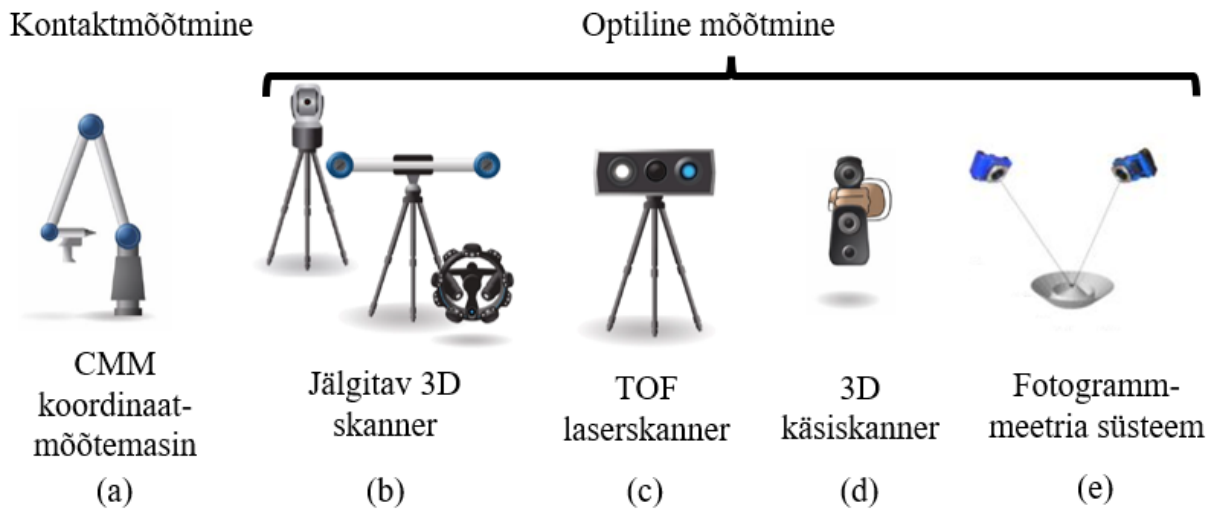 Kontaktmõõtmine
Optiline mõõtmine
CMM
koordinaat-
mõõtemasin
(a)
Jälgitav 3D
skanner
(b)
TOF
laserskanner
(c)
3D
käsiskanner
(d)
Fotogramm-
meetria süsteem
(e)